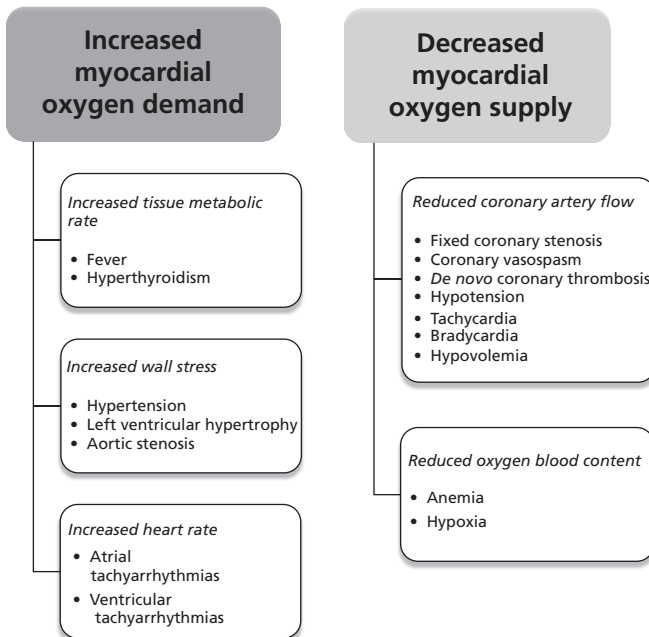 Increased
myocardial
oxygen demand
Increased tissue metabolic
rate
• Fever
• Hyperthyroidism
Increased wall stress
• Hypertension
• Left ventricular hypertrophy
• Aortic stenosis
Increased heart rate
• Atrial
tachyarrhythmias
• Ventricular
tachyarrhythmias
Decreased
myocardial
oxygen supply
Reduced coronary artery flow
• Fixed coronary stenosis
• Coronary vasospasm
• De novo coronary thrombosis
• Hypotension
• Tachycardia
• Bradycardia
• Hypovolemia
Reduced oxygen blood content
• Anemia
• Hypoxia